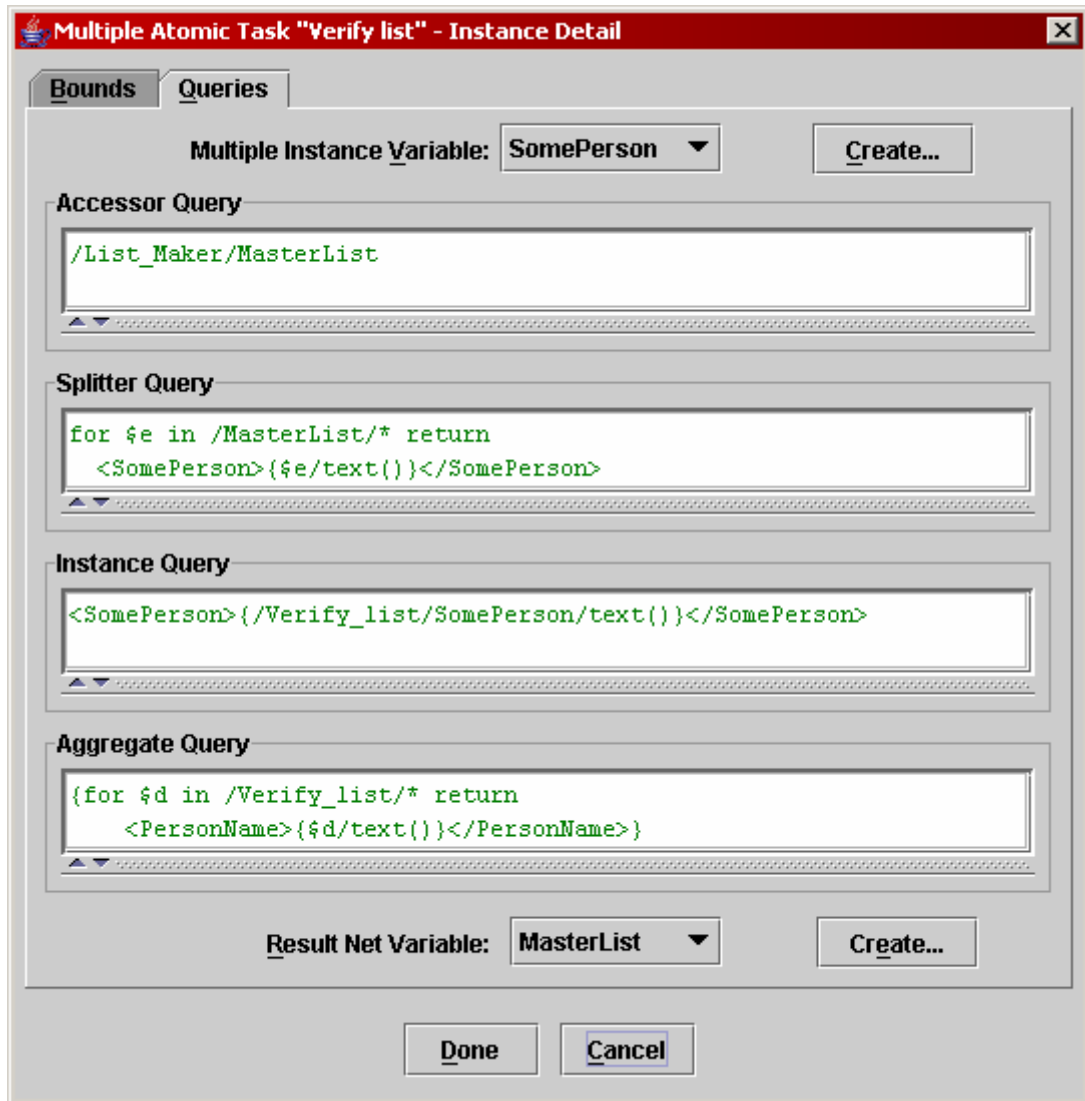 Multiple Atomic Task "Verify list" - Instance Detail
Bounds Queries
Multiple Instance Variable: SomePerson Create...
Accessor Query
/List_Maker/MasterList
Splitter Query
for $e in /MasterList/* return
<SomePerson>{$e/text()}</SomePerson>
Instance Query
<SomePerson>{/Verify_list/SomePerson/text()}</SomePerson>
Aggregate Query
{for $d in /Verify_list/* return
<PersonName>{$d/text()}</PersonName>}
Result Net Variable: MasterList Create...
Done Cancel